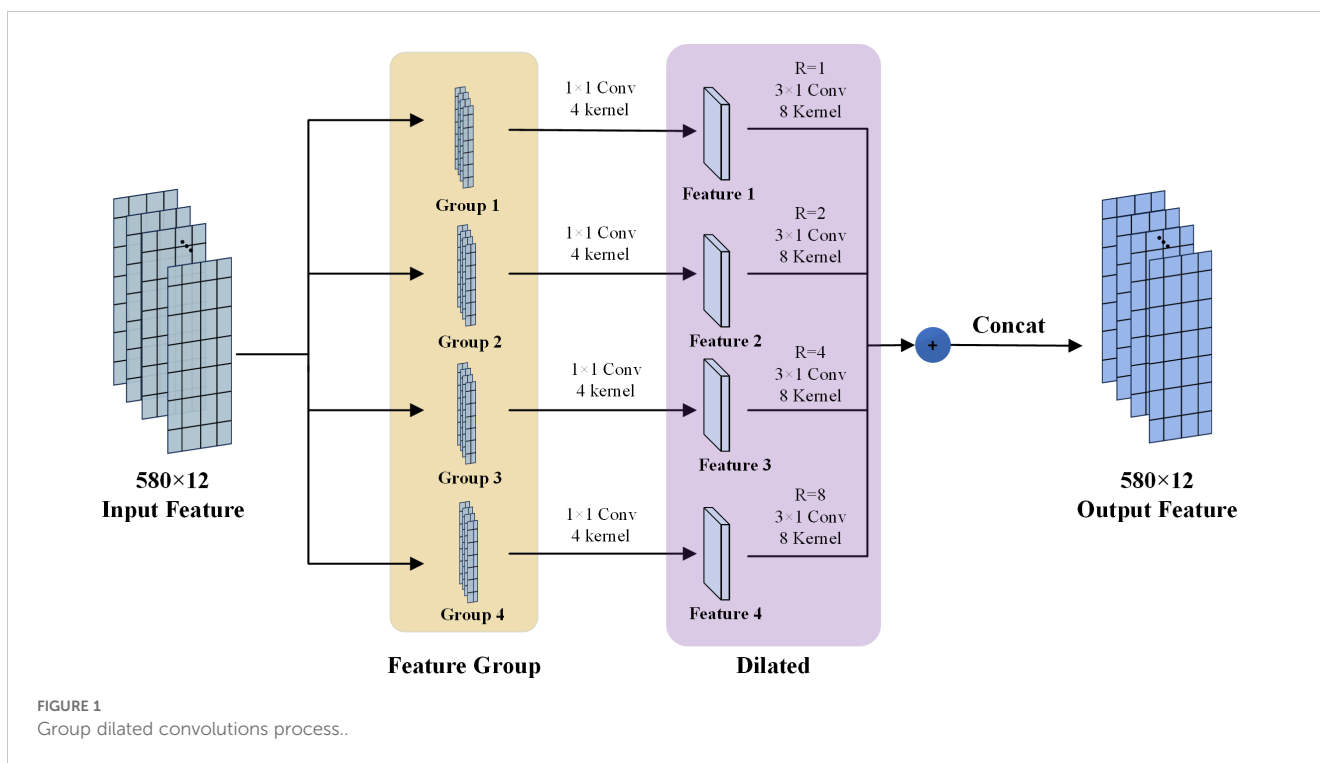 580×12
Input Feature
Group 1
Group 2
Group 3
Group 4
Feature Group
1×1 Conv
4 kernel
1×1 Conv
4 kernel
1×1 Conv
4 kernel
1×1 Conv
4 kernel
Feature 1
Feature 2
Feature 3
Feature 4
R=1
3×1 Conv
8 Kernel
R=2
3×1 Conv
8 Kernel
R=4
3×1 Conv
8 Kernel
R=8
3×1 Conv
8 Kernel
Dilated
+
Concat
580×12
Output Feature
FIGURE 1
Group dilated convolutions process..